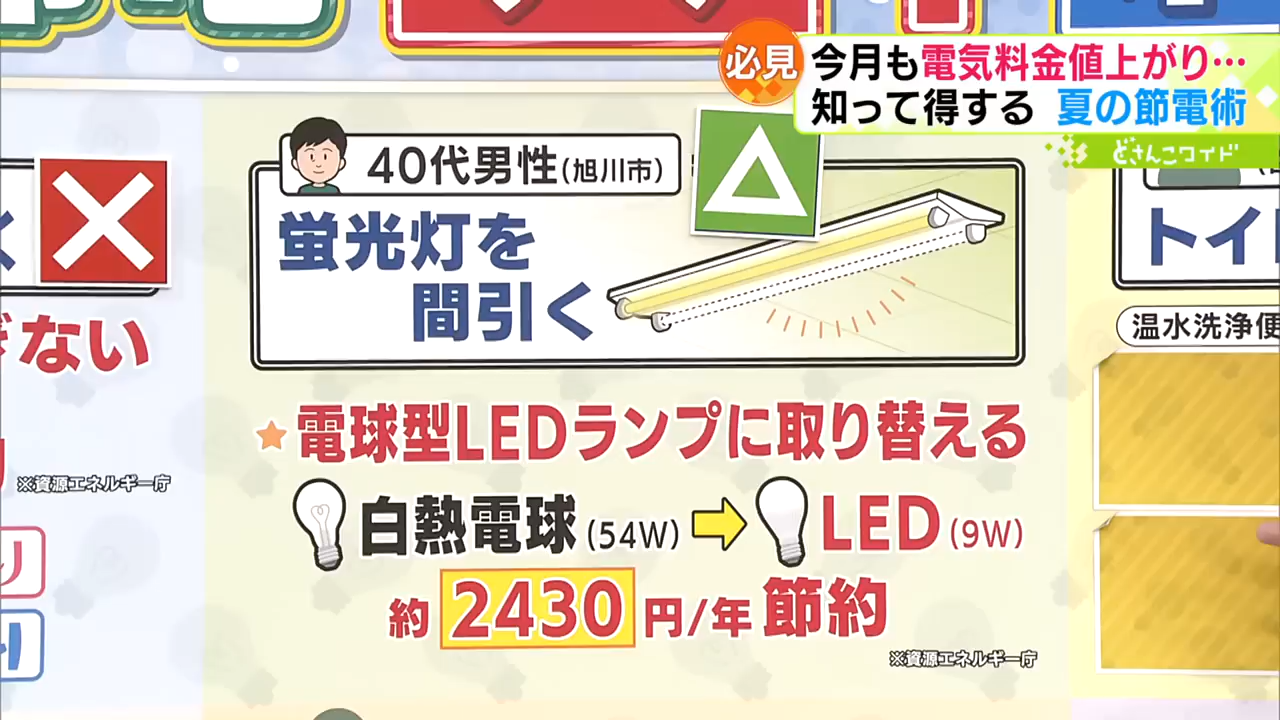 必見
今月も電気料金値上がり…
知って得する 夏の節電術
どさんこワイド
40代男性(旭川市)
蛍光灯を
間引く
電球型LEDランプに取り替える
白熱電球(54W)
LED(9W)
約2430円/年節約
※資源エネルギー庁
ない
※資源エネルギー庁
トイ
温水洗浄便